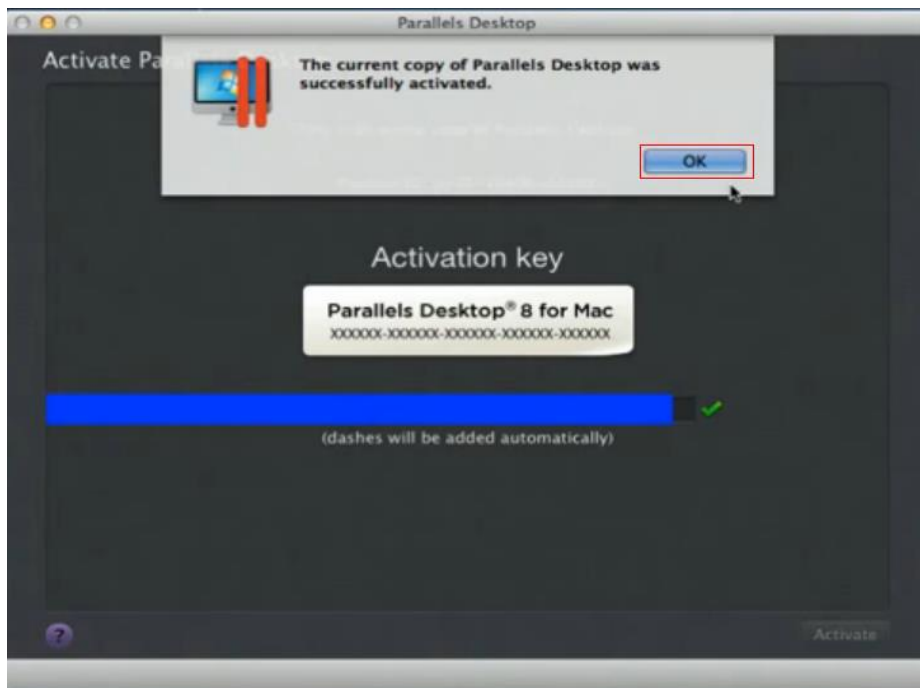 Parallels Desktop
Activate Pa
The current copy of Parallels Desktop was
successfully activated.
OK
Activation key
Parallels Desktop® 8 for Mac
XXXXXX-XXXXXX-XXXXXX-XXXXXX-XXXXXX
(dashes will be added automatically)
?
Activate